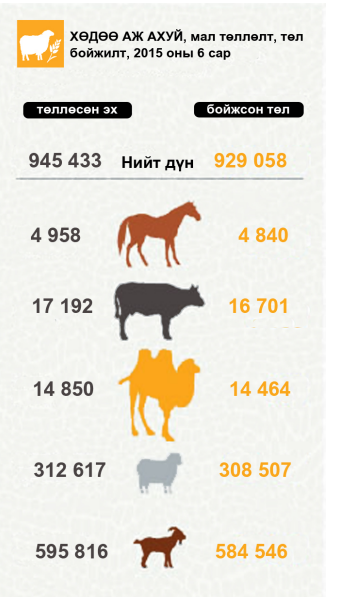 ХӨДӨӨ АЖ АХУЙ, мал төллөлт, төл
бойжилт, 2015 оны 6 сар
төллөсөн эх бойжсон төл
945 433 Нийт дүн 929 058
4 958 4 840
17 192 16 701
14 850 14 464
312 617 308 507
595 816 584 546